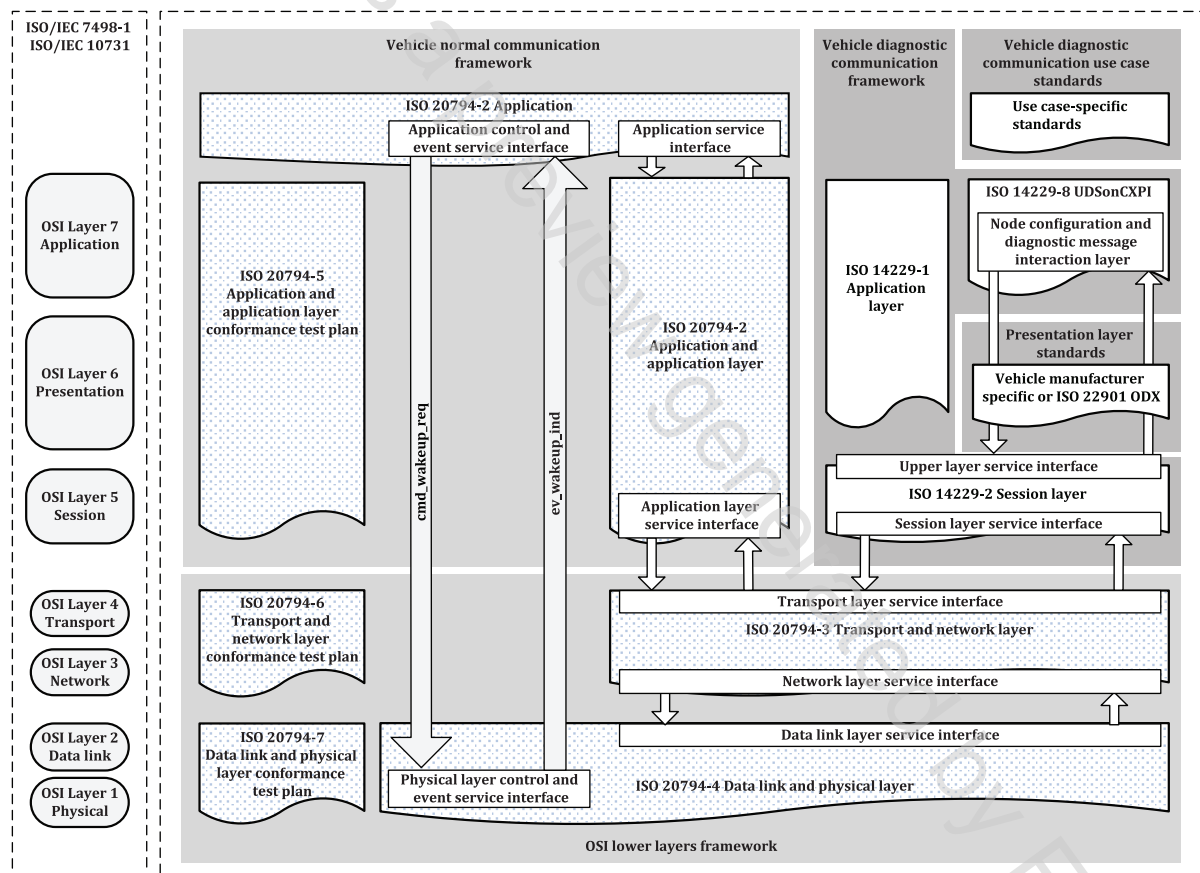 ISO/IEC 7498-1
ISO/IEC 10731
OSI Layer 7
Application
OSI Layer 6
Presentation
OSI Layer 5
Session
OSI Layer 4
Transport
OSI Layer 3
Network
OSI Layer 2
Data link
OSI Layer 1
Physical
Vehicle normal communication
framework
ISO 20794-2 Application
Application control and
event service interface
Application service
interface
ISO 20794-5
Application and
application layer
conformance test plan
cmd_wakeup_req
ev_wakeup_ind
ISO 20794-2
Application and
application layer
Application layer
service interface
Vehicle diagnostic
communication
framework
ISO 14229-1
Application
layer
Vehicle diagnostic
communication use case
standards
Use case-specific
standards
ISO 14229-8 UDSonCXPI
Node configuration and
diagnostic message
interaction layer
Presentation layer
standards
Vehicle manufacturer
specific or ISO 22901 ODX
Upper layer service interface
ISO 14229-2 Session layer
Session layer service interface
ISO 20794-6
Transport and
network layer
conformance test plan
Transport layer service interface
ISO 20794-3 Transport and network layer
Network layer service interface
ISO 20794-7
Data link and physical
layer conformance
test plan
Data link layer service interface
Physical layer control and
event service interface
ISO 20794-4 Data link and physical layer
OSI lower layers framework
s a preview generated by